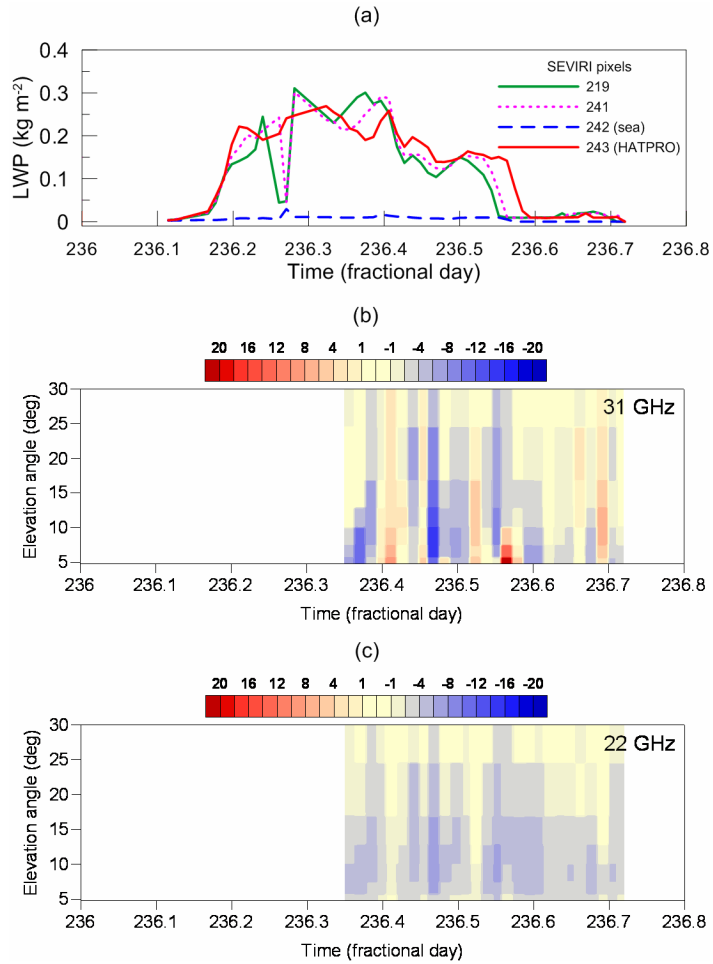 (a)
0.4
0.3
0.2
0.1
0
LWP (kg m-2)
SEVIRI pixels
219
241
242 (sea)
243 (HATPRO)
236 236.1 236.2 236.3 236.4 236.5 236.6 236.7 236.8
Time (fractional day)
(b)
20 16 12 8 4 1 -1 -4 -8 -12 -16 -20
30
25
20
15
10
5
Elevation angle (deg)
31 GHz
236 236.1 236.2 236.3 236.4 236.5 236.6 236.7 236.8
Time (fractional day)
(c)
20 16 12 8 4 1 -1 -4 -8 -12 -16 -20
30
25
20
15
10
5
Elevation angle (deg)
22 GHz
236 236.1 236.2 236.3 236.4 236.5 236.6 236.7 236.8
Time (fractional day)